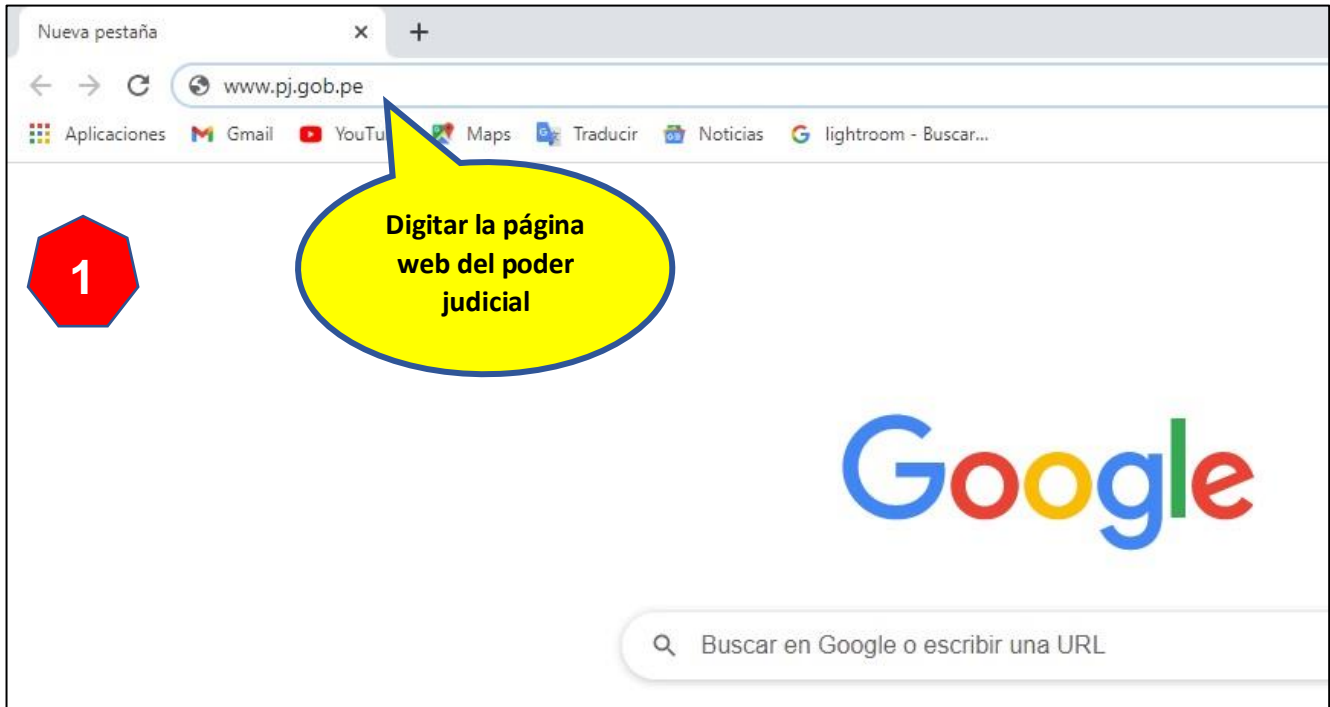 Nueva pestaña
www.pj.gob.pe
Aplicaciones Gmail YouTu Maps Traducir Noticias lightroom - Buscar...
1
Digitar la página
web del poder
judicial
Google
Buscar en Google o escribir una URL